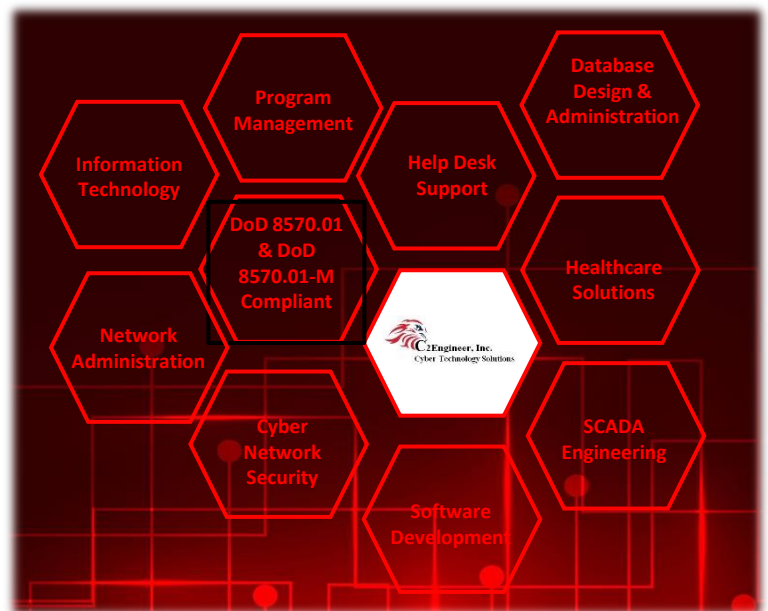 Program
Management
Database
Design &
Administration
Information
Technology
Help Desk
Support
DoD 8570.01
& DoD
8570.01-M
Compliant
Healthcare
Solutions
Network
Administration
C2Engineer, Inc.
Cyber Technology Solutions
Cyber
Network
Security
SCADA
Engineering
Software
Development